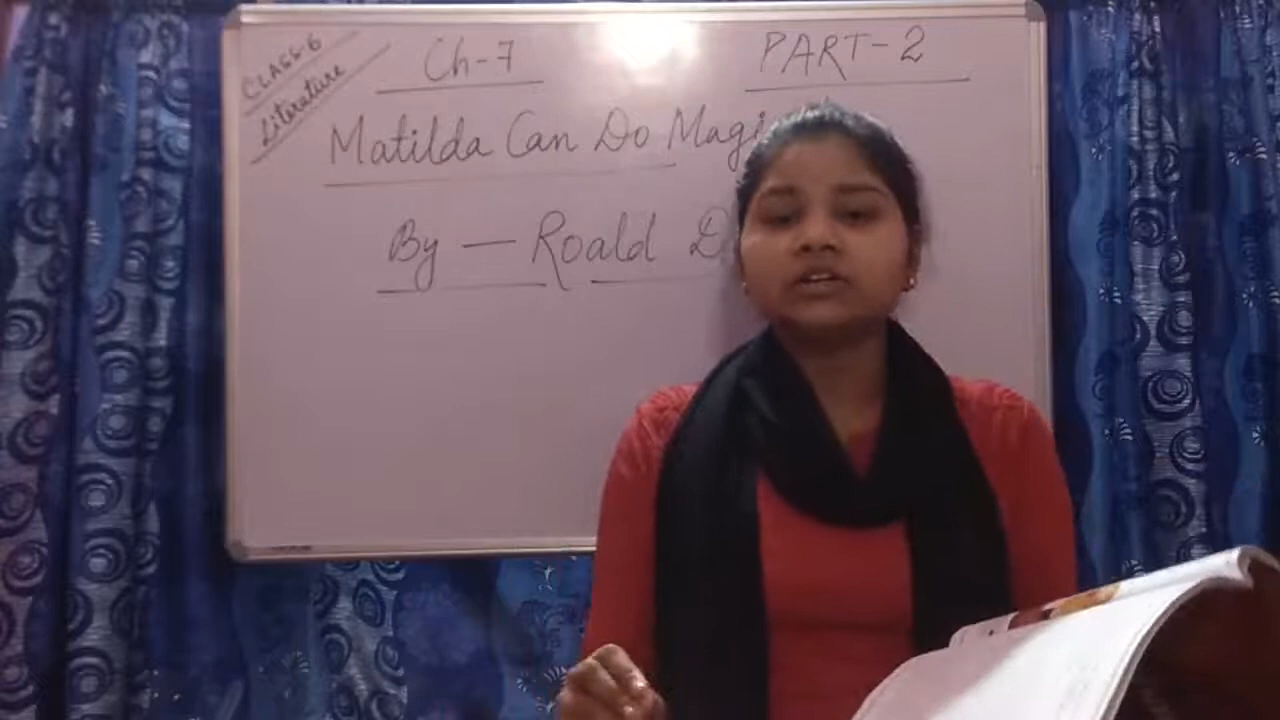 CLASS-6
Literature
Ch-7
PART-2
Matilda Can Do Magi
By — Roald D